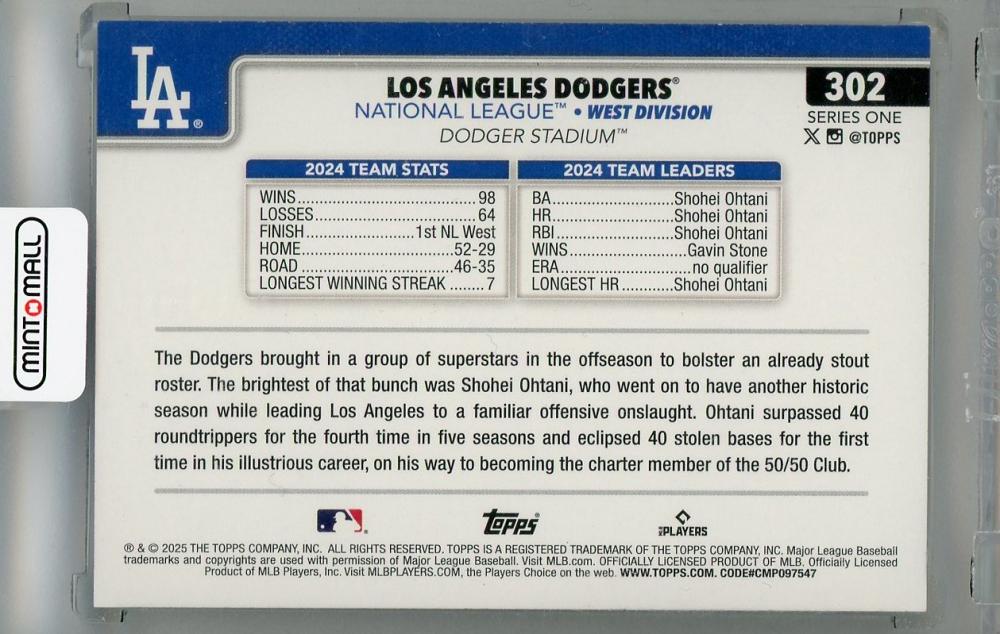 LA®
LOS ANGELES DODGERS®
302
NATIONAL LEAGUE™ • WEST DIVISION
SERIES ONE
DODGER STADIUM™
@TOPPS
2024 TEAM STATS
WINS 98
LOSSES 64
FINISH 1st NL West
HOME 52-29
ROAD 46-35
LONGEST WINNING STREAK 7
2024 TEAM LEADERS
BA Shohei Ohtani
HR Shohei Ohtani
RBI Shohei Ohtani
WINS Gavin Stone
ERA no qualifier
LONGEST HR Shohei Ohtani
MINT MALL
The Dodgers brought in a group of superstars in the offseason to bolster an already stout
roster. The brightest of that bunch was Shohei Ohtani, who went on to have another historic
season while leading Los Angeles to a familiar offensive onslaught. Ohtani surpassed 40
roundtrippers for the fourth time in five seasons and eclipsed 40 stolen bases for the first
time in his illustrious career, on his way to becoming the charter member of the 50/50 Club.
Topps®
PLAYERS
® & © 2025 THE TOPPS COMPANY, INC. ALL RIGHTS RESERVED. TOPPS IS A REGISTERED TRADEMARK OF THE TOPPS COMPANY, INC. Major League Baseball
trademarks and copyrights are used with permission of Major League Baseball. Visit MLB.com. OFFICIALLY LICENSED PRODUCT OF MLB. Officially Licensed
Product of MLB Players, Inc. Visit MLBPLAYERS.COM, the Players Choice on the web. WWW.TOPPS.COM. CODE#CMP097547